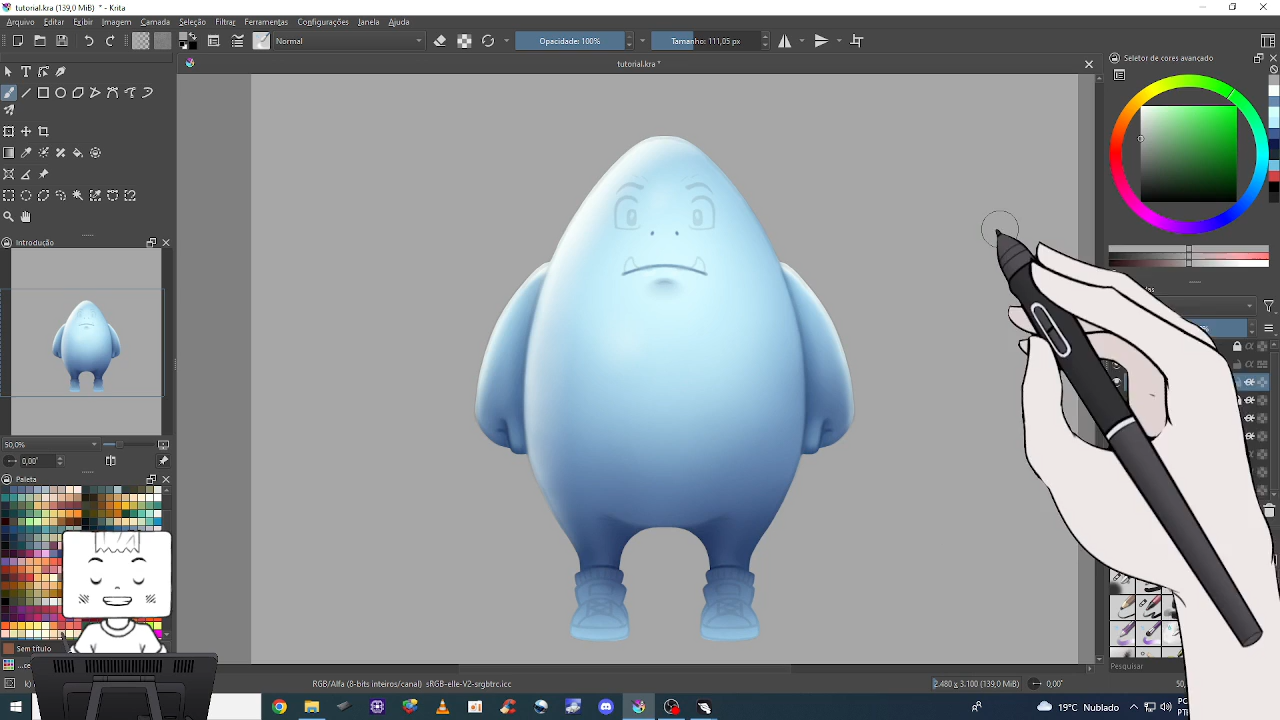 tutorial.kra (139,0 MiB) * - Krita
Arquivo Editar Exibir Imagem Camada Seleção Filtrar Ferramentas Configurações Janela Ajuda
Normal
Opacidade: 100%
Tamanho: 111,05 px
tutorial.kra *
Seletor de cores avançado
Introdução
50,0%
0,00°
Paleta
Sem título
Pesquisar
RGB/Alfa (8-bits inteiros/canal) sRGB-elle-V2-srgbtrc.icc
2.480 x 3.100 (139,0 MiB)
0,00°
50,
19°C Nublado